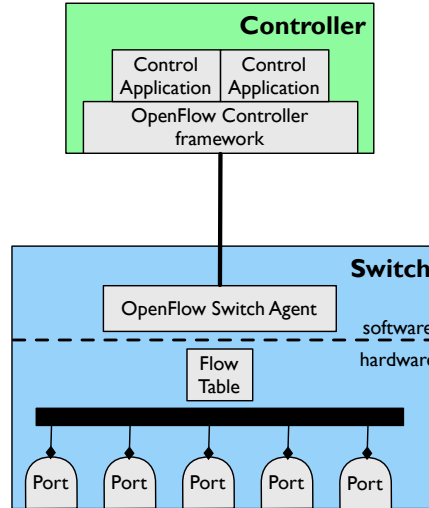 Controller
Control Control
Application Application
OpenFlow Controller
framework
Switch
OpenFlow Switch Agent
software
hardware
Flow
Table
Port Port Port Port Port